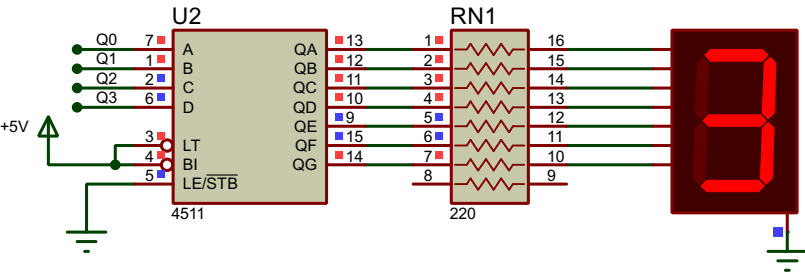 U2 RN1
Q0 7 A QA 13 1 16
Q1 1 B QB 12 2 15
Q2 2 C QC 11 3 14
Q3 6 D QD 10 4 13
QE 9 5 12
+5V 3 LT QF 15 6 11
4 BI QG 14 7 10
5 LE/STB 8 9
4511 220
3